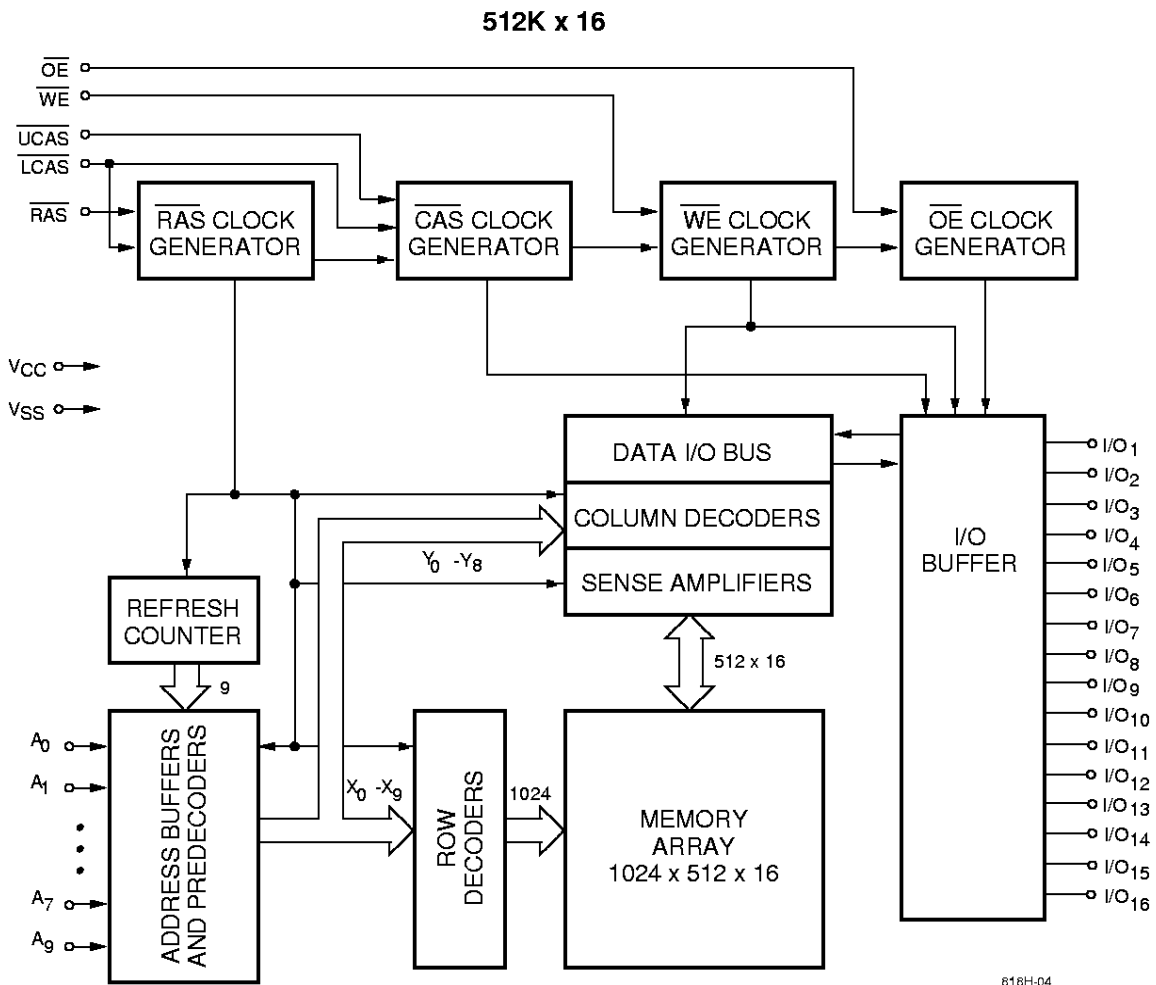 512K x 16
OE
WE
UCAS
LCAS
RAS
RAS CLOCK
GENERATOR
CAS CLOCK
GENERATOR
WE CLOCK
GENERATOR
OE CLOCK
GENERATOR
VCC
VSS
DATA I/O BUS
COLUMN DECODERS
SENSE AMPLIFIERS
Y0 -Y8
I/O
BUFFER
I/O1
I/O2
I/O3
I/O4
I/O5
I/O6
I/O7
I/O8
I/O9
I/O10
I/O11
I/O12
I/O13
I/O14
I/O15
I/O16
REFRESH
COUNTER
9
512 x 16
A0
A1
A7
A9
ADDRESS BUFFERS
AND PREDECODERS
X0 -X9
ROW
DECODERS
1024
MEMORY
ARRAY
1024 x 512 x 16
818H-04